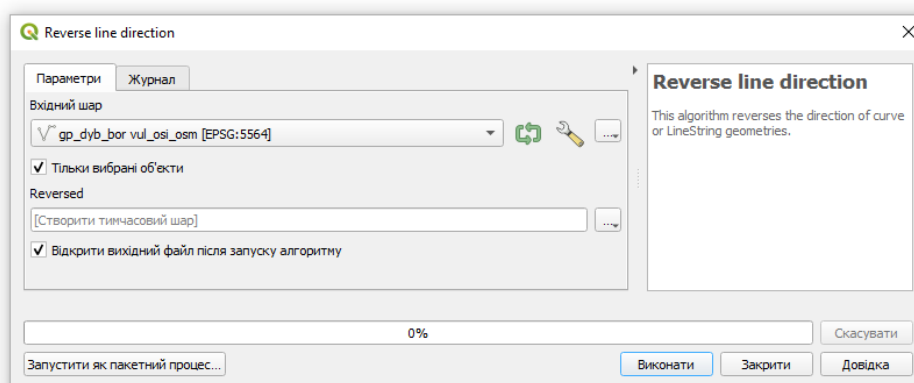 Reverse line direction
Параметри
Журнал
Вхідний шар
gp_dyb_bor vul_osi_osm [EPSG:5564]
Тільки вибрані об'єкти
Reversed
[Створити тимчасовий шар]
Відкрити вихідний файл після запуску алгоритму
Reverse line direction
This algorithm reverses the direction of curve
or LineString geometries.
0%
Скасувати
Запустити як пакетний процес...
Виконати
Закрити
Довідка